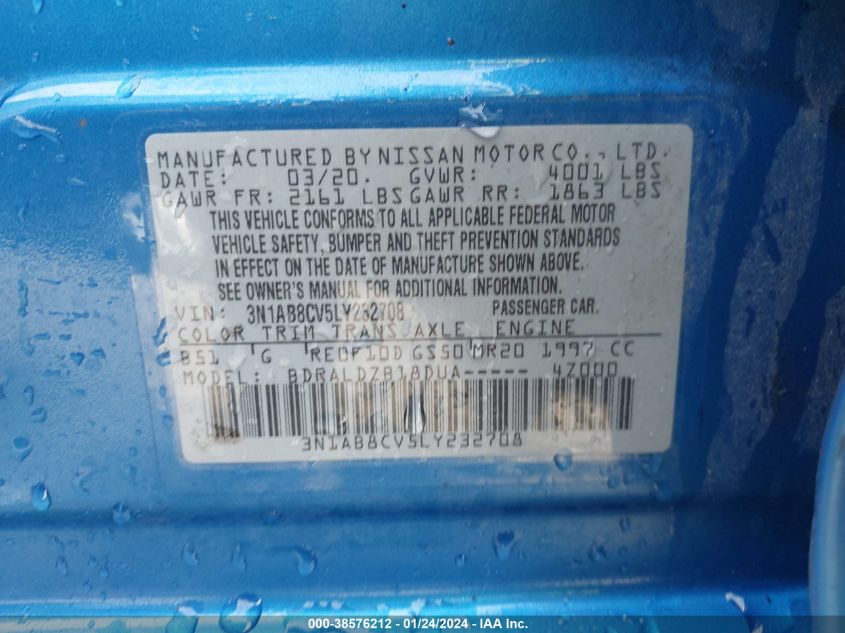 MANUFACTURED BY NISSAN MOTOR CO., LTD.
DATE: 03/20. GVWR: 4001 LBS
GAWR FR: 2161 LBS GAWR RR: 1863 LBS
THIS VEHICLE CONFORMS TO ALL APPLICABLE FEDERAL MOTOR
VEHICLE SAFETY, BUMPER AND THEFT PREVENTION STANDARDS
IN EFFECT ON THE DATE OF MANUFACTURE SHOWN ABOVE.
SEE OWNER'S MANUAL FOR ADDITIONAL INFORMATION.
VIN: 3N1AB8CV5LY232708 PASSENGER CAR.
COLOR TRIM TRANS AXLE ENGINE
B51 G RE0F10D GS50 MR20 1997 CC
MODEL: BDRALDZB18DUA----- 4Z000
3N1AB8CV5LY232708
000-38576212 - 01/24/2024 - IAA Inc.